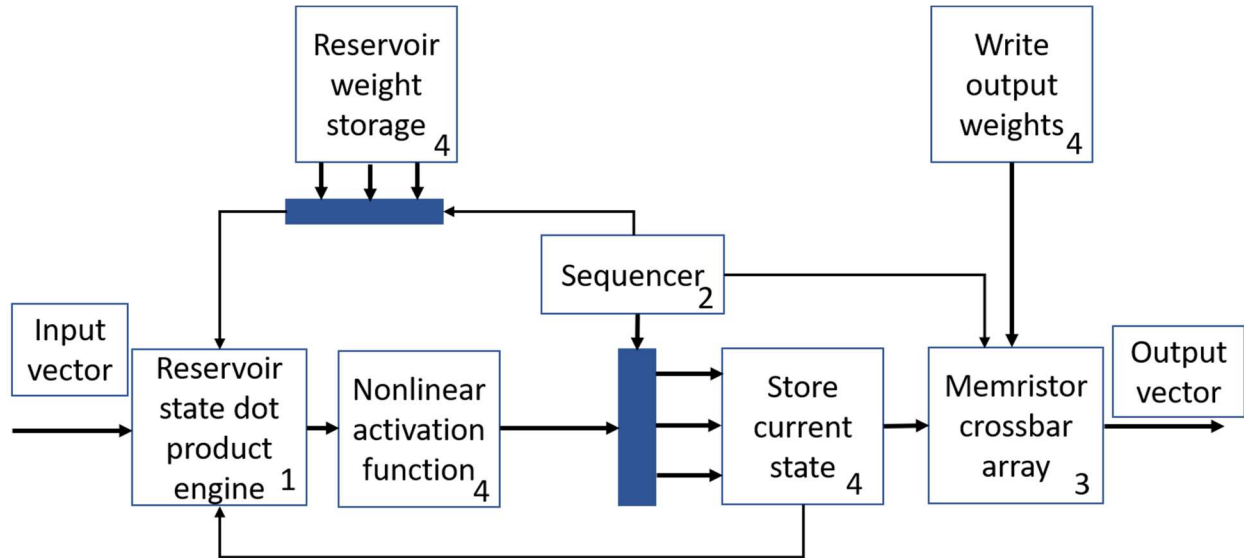 Reservoir
weight
storage
4
Write
output
weights
4
Sequencer
2
Input
vector
Reservoir
state dot
product
engine
1
Nonlinear
activation
function
4
Store
current
state
4
Memristor
crossbar
array
3
Output
vector